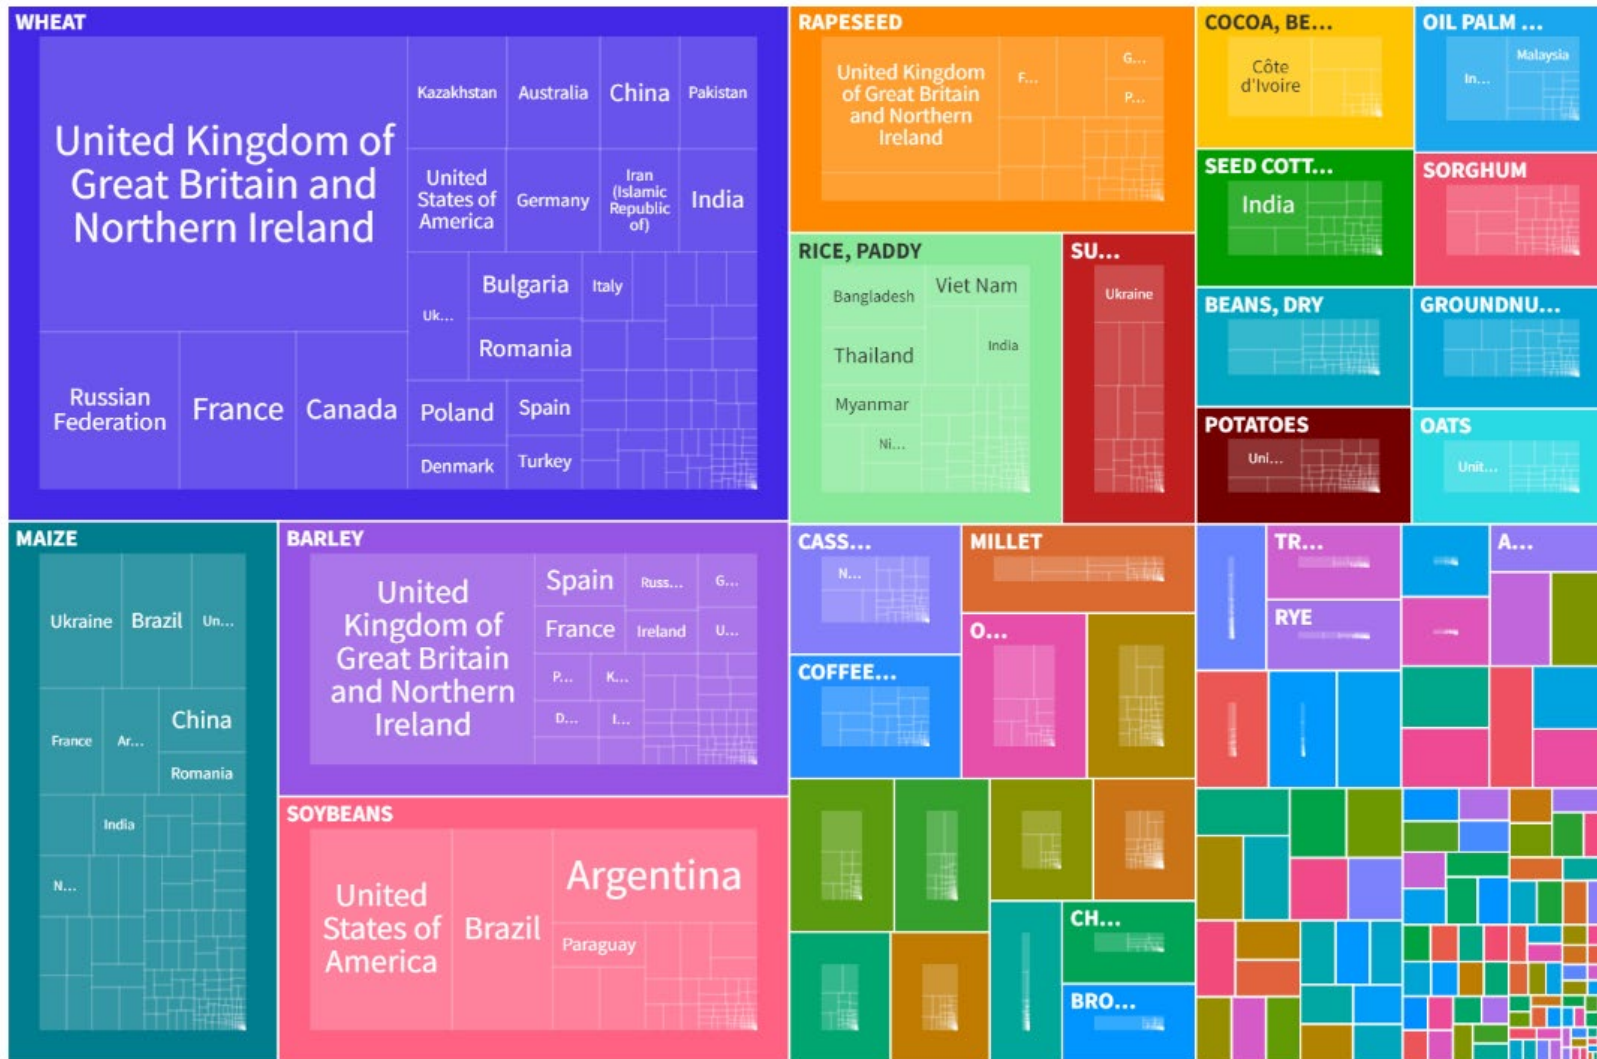 WHEAT
United Kingdom of
Great Britain and
Northern Ireland
Kazakhstan
Australia
China
Pakistan
United
States of
America
Germany
Iran
(Islamic
Republic
of)
India
Uk...
Bulgaria
Italy
Romania
Russian
Federation
France
Canada
Poland
Spain
Denmark
Turkey
RAPESEED
United Kingdom
of Great Britain
and Northern
Ireland
F...
G...
P...
RICE, PADDY
Bangladesh
Viet Nam
Thailand
India
Myanmar
Ni...
SU...
Ukraine
COCOA, BE...
Côte
d'Ivoire
OIL PALM ...
In...
Malaysia
SEED COTT...
India
SORGHUM
BEANS, DRY
GROUNDNU...
POTATOES
Uni...
OATS
Unit...
MAIZE
Ukraine
Brazil
Un...
France
Ar...
China
Romania
India
N...
BARLEY
United
Kingdom of
Great Britain
and Northern
Ireland
Spain
Russ...
G...
France
Ireland
U...
P...
K...
D...
I...
SOYBEANS
United
States of
America
Brazil
Argentina
Paraguay
CASS...
N...
MILLET
COFFEE...
O...
CH...
BRO...
TR...
RYE
A...